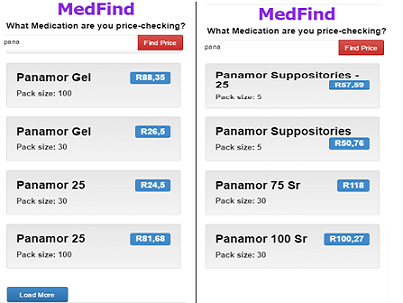 MedFind
What Medication are you price-checking?
pana
Find Price
Panamor Gel
R88,35
Pack size: 100
Panamor Gel
R26,5
Pack size: 30
Panamor 25
R24,5
Pack size: 30
Panamor 25
R81,68
Pack size: 100
Load More
MedFind
What Medication are you price-checking?
pana
Find Price
Panamor Suppositories -
25
R57,59
Pack size: 5
Panamor Suppositories
R50,76
Pack size: 5
Panamor 75 Sr
R118
Pack size: 30
Panamor 100 Sr
R100,27
Pack size: 30